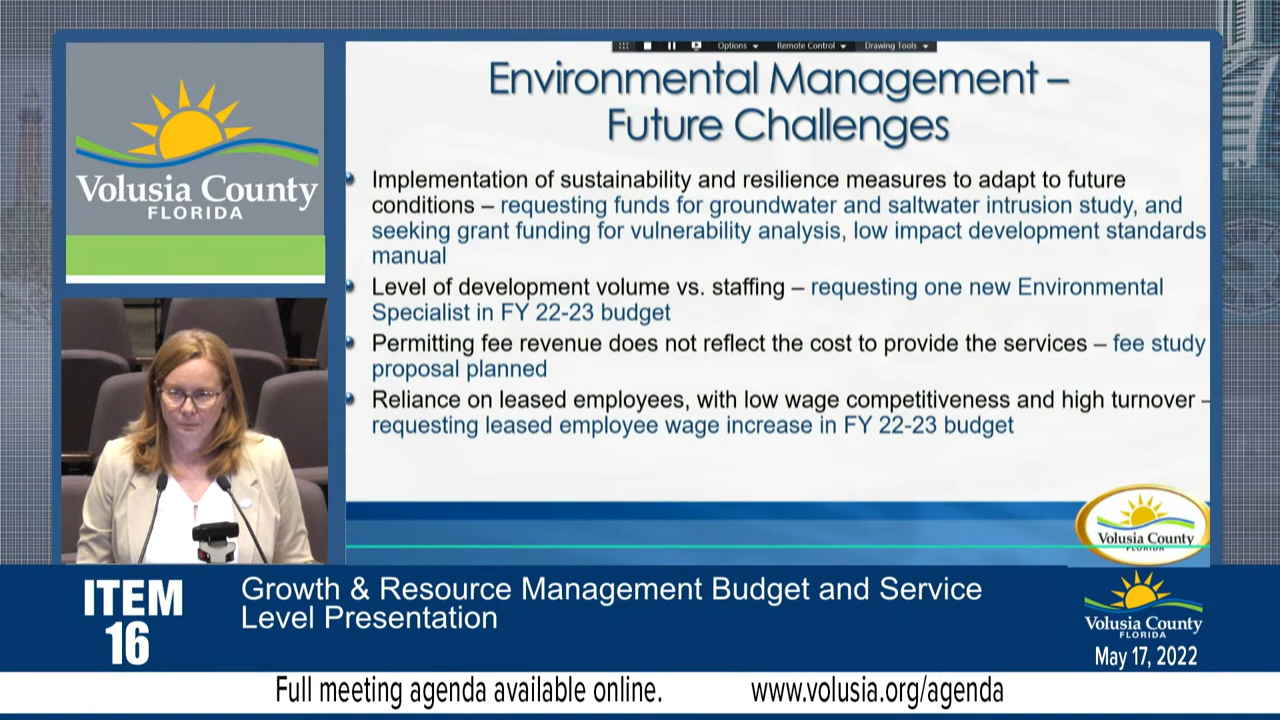 Options
Remote Control
Drawing Tools
Environmental Management –
Future Challenges
Implementation of sustainability and resilience measures to adapt to future
conditions – requesting funds for groundwater and saltwater intrusion study, and
seeking grant funding for vulnerability analysis, low impact development standards
manual
Level of development volume vs. staffing – requesting one new Environmental
Specialist in FY 22-23 budget
Permitting fee revenue does not reflect the cost to provide the services – fee study
proposal planned
Reliance on leased employees, with low wage competitiveness and high turnover –
requesting leased employee wage increase in FY 22-23 budget
Volusia County
FLORIDA
Volusia County
FLORIDA
ITEM
16
Growth & Resource Management Budget and Service
Level Presentation
Volusia County
FLORIDA
May 17, 2022
Full meeting agenda available online.
www.volusia.org/agenda